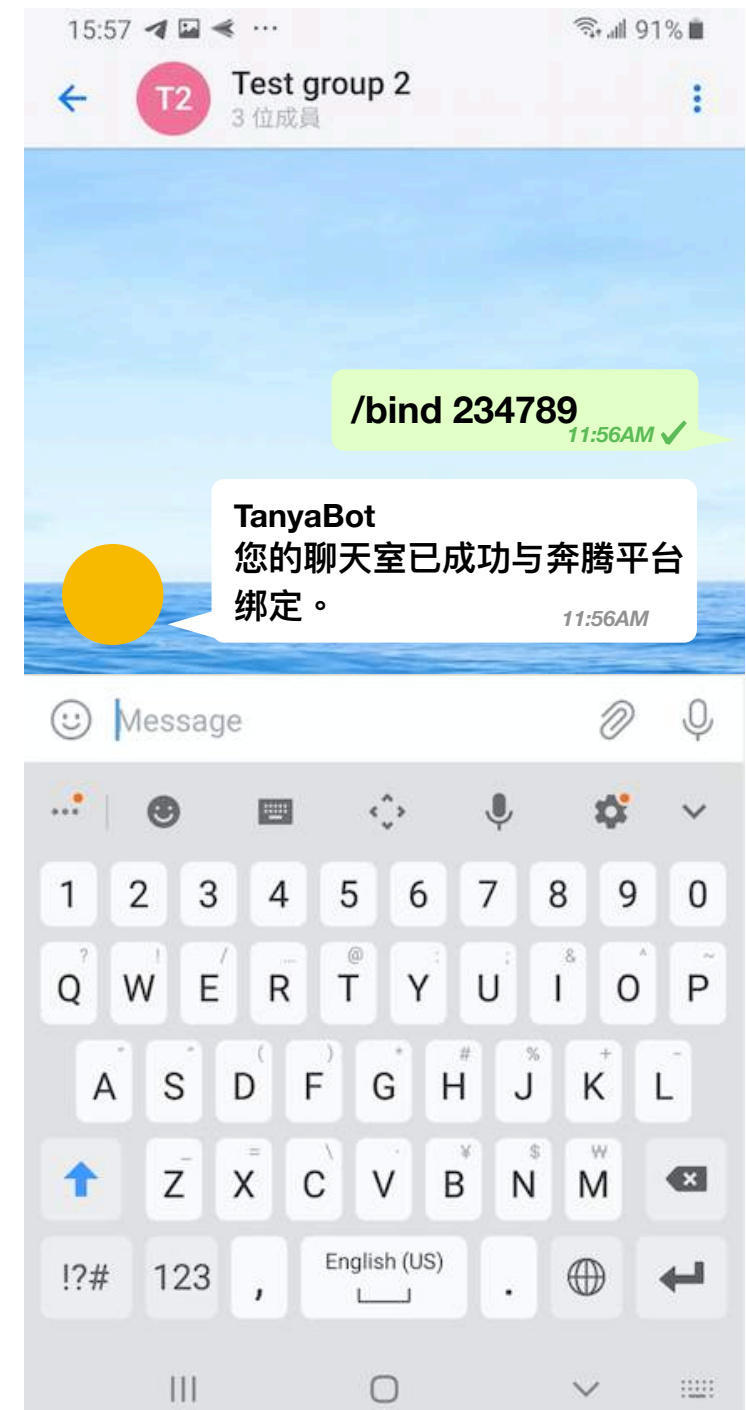 15:57 ··· 91%
T2 Test group 2
3 位成員
/bind 234789
11:56AM
TanyaBot
您的聊天室已成功与奔腾平台
绑定。
11:56AM
Message
1 2 3 4 5 6 7 8 9 0
? ! / ... @ : ; & ^ ~
Q W E R T Y U I O P
( ) * # % + -
A S D F G H J K L
_ = \ · ¥ $ ₩
Z X C V B N M
!?# 123 , English (US) .